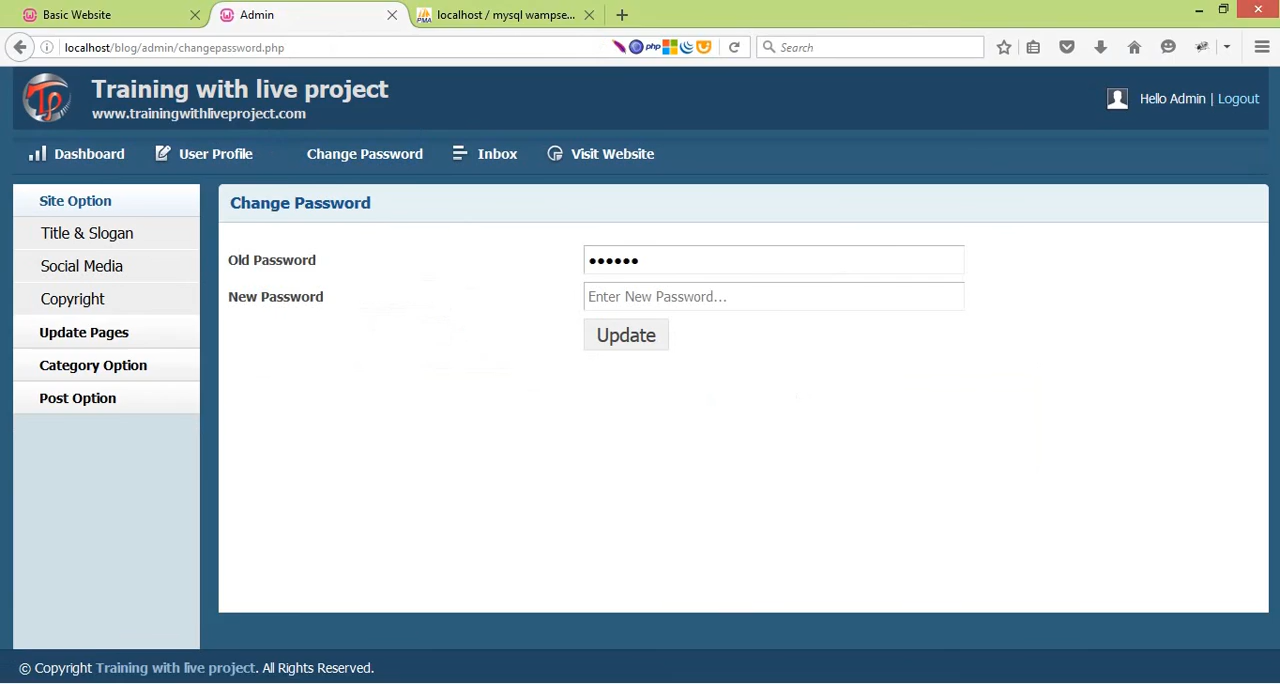 Basic Website
Admin
localhost / mysql wampse...
localhost/blog/admin/changepassword.php
Search
Training with live project
www.trainingwithliveproject.com
Hello Admin | Logout
Dashboard
User Profile
Change Password
Inbox
Visit Website
Site Option
Title & Slogan
Social Media
Copyright
Update Pages
Category Option
Post Option
Change Password
Old Password
••••••
New Password
Enter New Password...
Update
© Copyright Training with live project. All Rights Reserved.